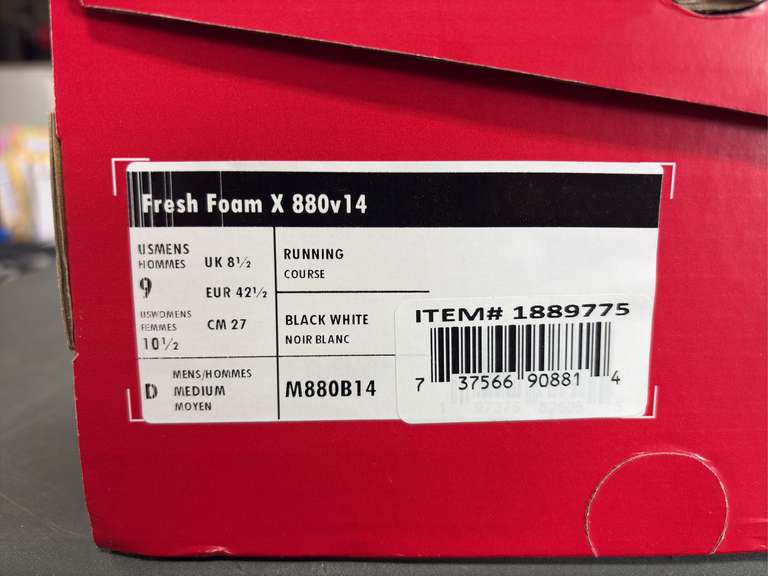 Fresh Foam X 880v14
USMENS
HOMMES
9
UK 8½
EUR 42½
USWOMENS
FEMMES
10½
CM 27
RUNNING
COURSE
BLACK WHITE
NOIR BLANC
D
MENS/HOMMES
MEDIUM
MOYEN
M880B14
ITEM# 1889775
7 37566 90881 4